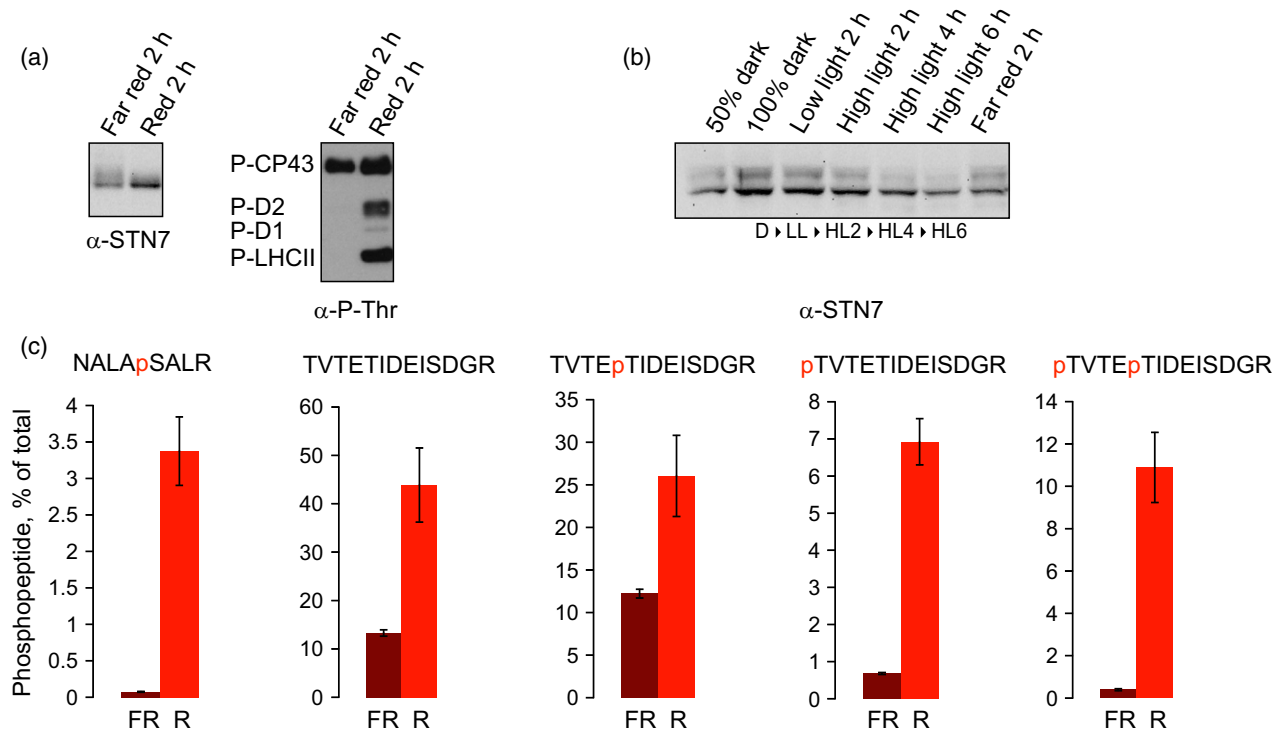 (a)
Far red 2 h
Red 2 h
α-STN7
Far red 2 h
Red 2 h
P-CP43
P-D2
P-D1
P-LHCII
α-P-Thr
(b)
50% dark
100% dark
Low light 2 h
High light 2 h
High light 4 h
High light 6 h
Far red 2 h
D ▸ LL ▸ HL2 ▸ HL4 ▸ HL6
α-STN7
(c)
Phosphopeptide, % of total
NALApSALR
4
3.5
3
2.5
2
1.5
1
0.5
0
FR R
TVTETIDEISDGR
60
50
40
30
20
10
0
FR R
TVTEpTIDEISDGR
35
30
25
20
15
10
5
0
FR R
pTVTETIDEISDGR
8
7
6
5
4
3
2
1
0
FR R
pTVTEpTIDEISDGR
14
12
10
8
6
4
2
0
FR R